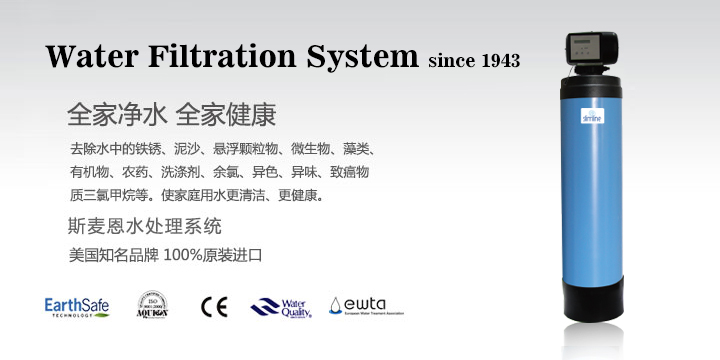 Water Filtration System since 1943
全家净水 全家健康
去除水中的铁锈、泥沙、悬浮颗粒物、微生物、藻类、
有机物、农药、洗涤剂、余氯、异色、异味、致癌物
质三氯甲烷等。使家庭用水更清洁、更健康。
斯麦恩水处理系统
美国知名品牌 100%原装进口
EarthSafe
TECHNOLOGY
ISO
AQUION
CE
Water
Quality
ewta
European Water Treatment Association
slimline